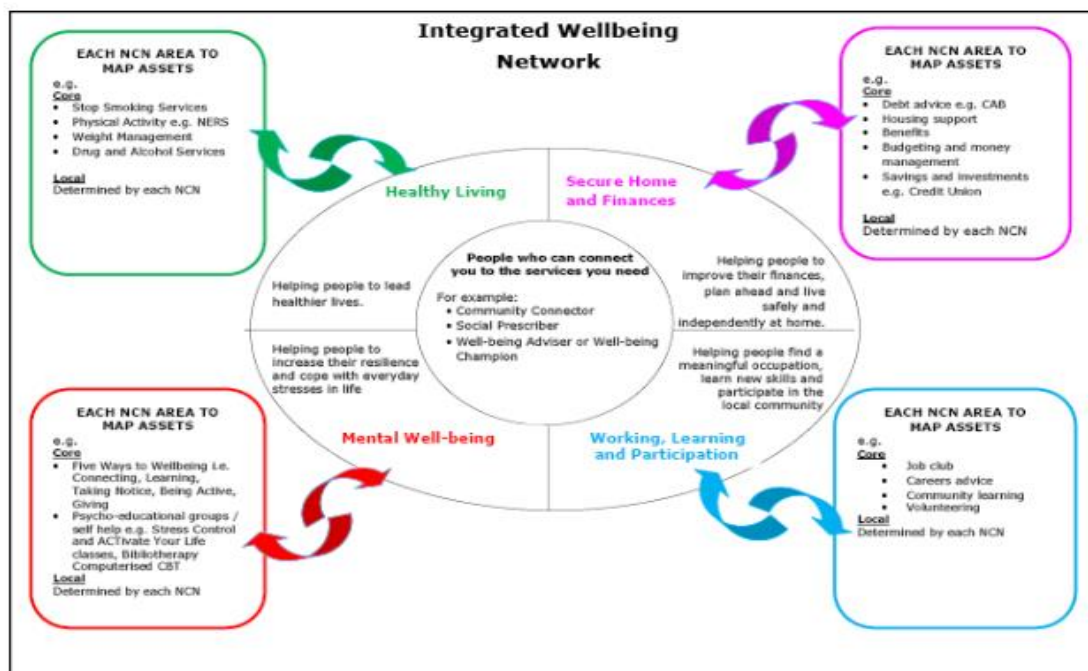 Integrated Wellbeing
Network
EACH NCN AREA TO
MAP ASSETS
e.g.
Core
• Stop Smoking Services
• Physical Activity e.g. NERS
• Weight Management
• Drug and Alcohol Services
Local
Determined by each NCN
EACH NCN AREA TO
MAP ASSETS
e.g.
Core
• Debt advice e.g. CAB
• Housing support
• Benefits
• Budgeting and money
management
• Savings and investments
e.g. Credit Union
Local
Determined by each NCN
Healthy Living
Secure Home
and Finances
People who can connect
you to the services you need
For example:
• Community Connector
• Social Prescriber
• Well-being Adviser or Well-being
Champion
Helping people to lead
healthier lives.
Helping people to
improve their finances,
plan ahead and live
safely and
independently at home.
Helping people to
increase their resilience
and cope with everyday
stresses in life
Helping people find a
meaningful occupation,
learn new skills and
participate in the
local community
Mental Well-being
Working, Learning
and Participation
EACH NCN AREA TO
MAP ASSETS
e.g.
Core
• Five Ways to Wellbeing i.e.
Connecting, Learning,
Taking Notice, Being Active,
Giving
• Psycho-educational groups /
self help e.g. Stress Control
and ACTivate Your Life
classes, Bibliotherapy
Computerised CBT
Local
Determined by each NCN
EACH NCN AREA TO
MAP ASSETS
e.g.
Core
• Job club
• Careers advice
• Community learning
• Volunteering
Local
Determined by each NCN